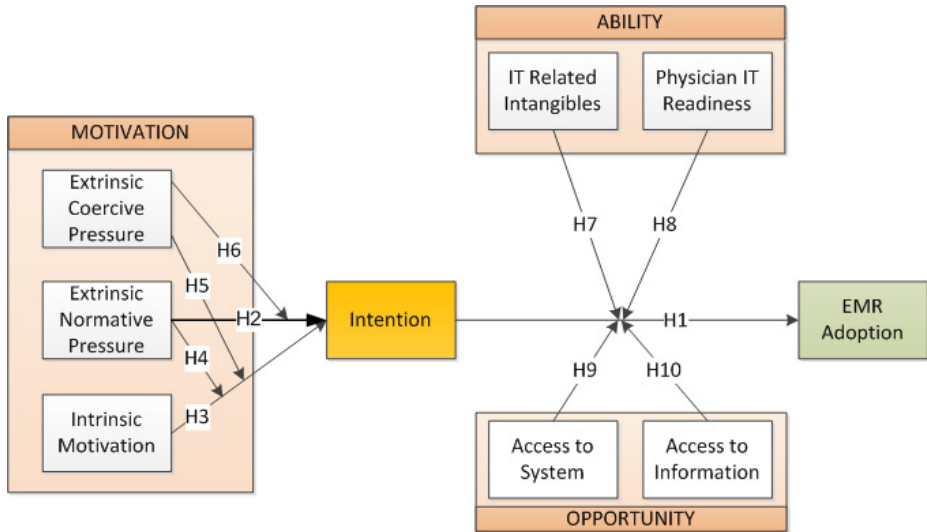 ABILITY
IT Related
Intangibles
Physician IT
Readiness
MOTIVATION
Extrinsic
Coercive
Pressure
H6
H7
H8
H5
Extrinsic
Normative
Pressure
H2
Intention
H1
EMR
Adoption
H4
H9
H10
Intrinsic
Motivation
H3
Access to
System
Access to
Information
OPPORTUNITY